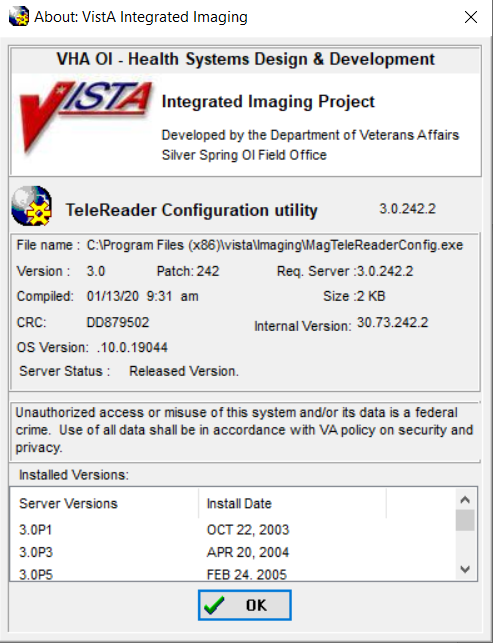 About: VistA Integrated Imaging
VHA OI - Health Systems Design & Development
VISTA
Integrated Imaging Project
Developed by the Department of Veterans Affairs
Silver Spring OI Field Office
TeleReader Configuration utility 3.0.242.2
File name : C:\Program Files (x86)\vista\Imaging\MagTeleReaderConfig.exe
Version : 3.0 Patch: 242 Req. Server :3.0.242.2
Compiled: 01/13/20 9:31 am Size :2 KB
CRC: DD879502 Internal Version: 30.73.242.2
OS Version: .10.0.19044
Server Status : Released Version.
Unauthorized access or misuse of this system and/or its data is a federal
crime. Use of all data shall be in accordance with VA policy on security and
privacy.
Installed Versions:
Server Versions Install Date
3.0P1 OCT 22, 2003
3.0P3 APR 20, 2004
3.0P5 FEB 24, 2005
OK